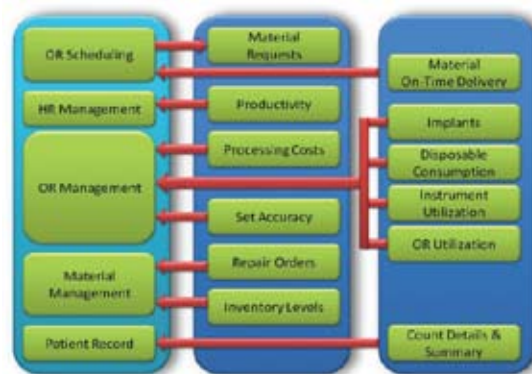 OR Scheduling
HR Management
OR Management
Material
Management
Patient Record
Material
Requests
Productivity
Processing Costs
Set Accuracy
Repair Orders
Inventory Levels
Material
On-Time Delivery
Implants
Disposable
Consumption
Instrument
Utilization
OR Utilization
Count Details &
Summary